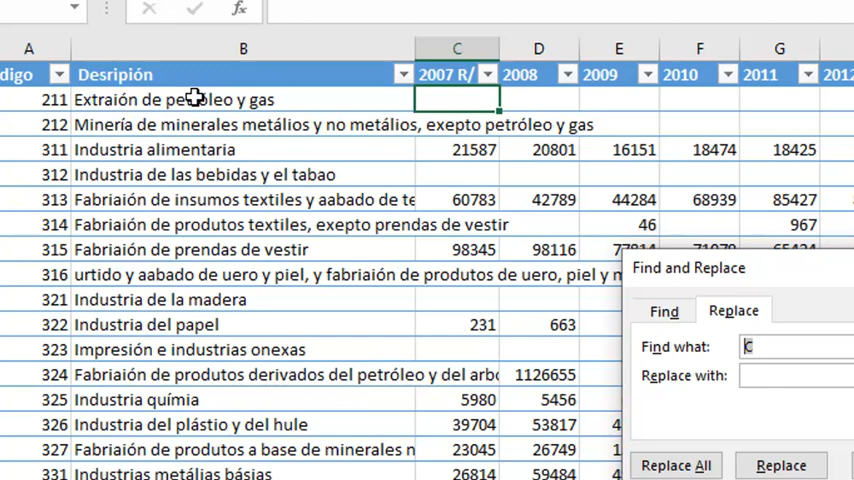 fx
A B C D E F G
digo Desripión 2007 R/ 2008 2009 2010 2011 2012
211 Extraión de petróleo y gas
212 Minería de minerales metálios y no metálios, exepto petróleo y gas
311 Industria alimentaria 21587 20801 16151 18474 18425
312 Industria de las bebidas y el tabao
313 Fabriaión de insumos textiles y aabado de te 60783 42789 44284 68939 85427
314 Fabriaión de produtos textiles, exepto prendas de vestir 46 967
315 Fabriaión de prendas de vestir 98345 98116
316 urtido y aabado de uero y piel, y fabriaión de produtos de uero, piel y m
321 Industria de la madera
322 Industria del papel 231 663
323 Impresión e industrias onexas
324 Fabriaión de produtos derivados del petróleo y del arbo 1126655
325 Industria químia 5980 5456
326 Industria del plástio y del hule 39704 53817
327 Fabriaión de produtos a base de minerales n 23045 26749
331 Industrias metálias básias 26814 59484
Find and Replace
Find Replace
Find what: C
Replace with:
Replace All Replace